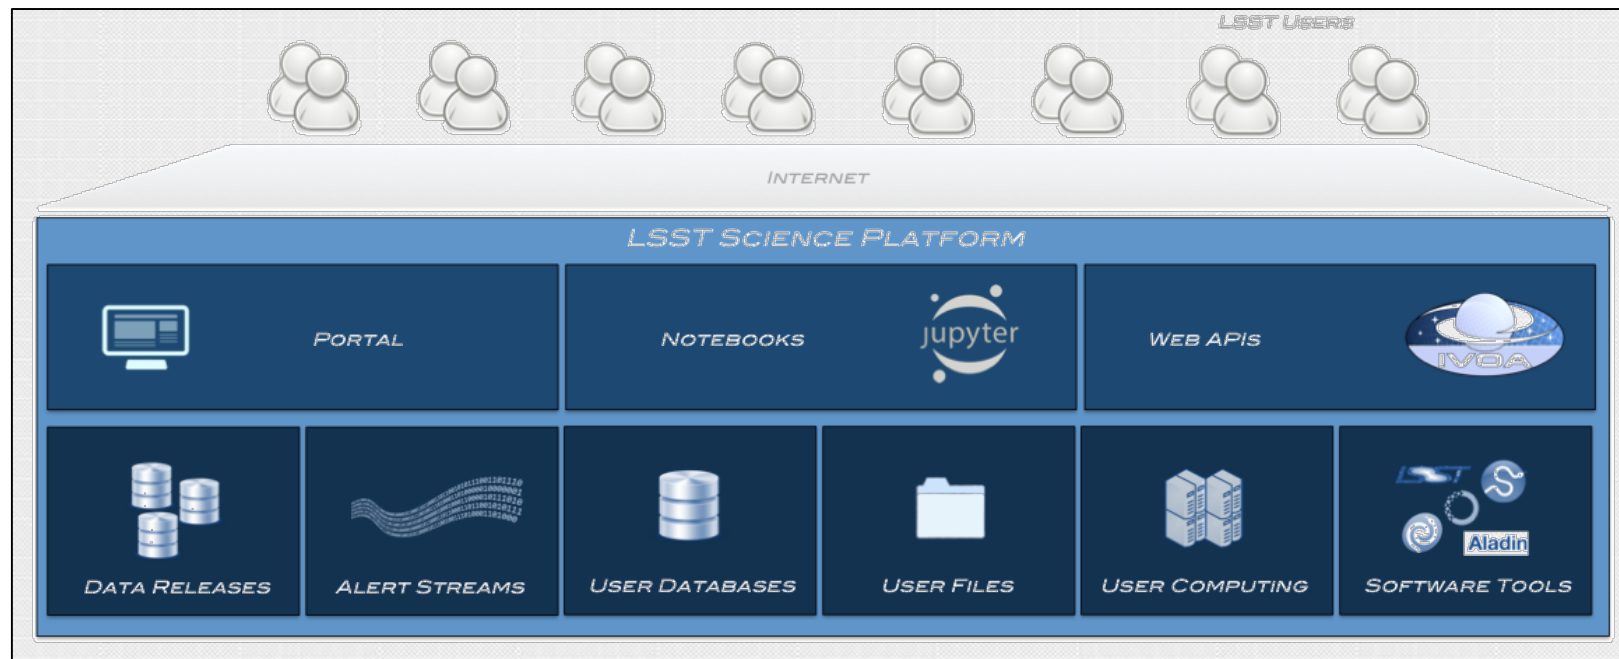 LSST Users
Internet
LSST Science Platform
Portal
Notebooks
jupyter
Web APIs
IVOA
Data Releases
Alert Streams
User Databases
User Files
User Computing
LSST
Aladin
Software Tools